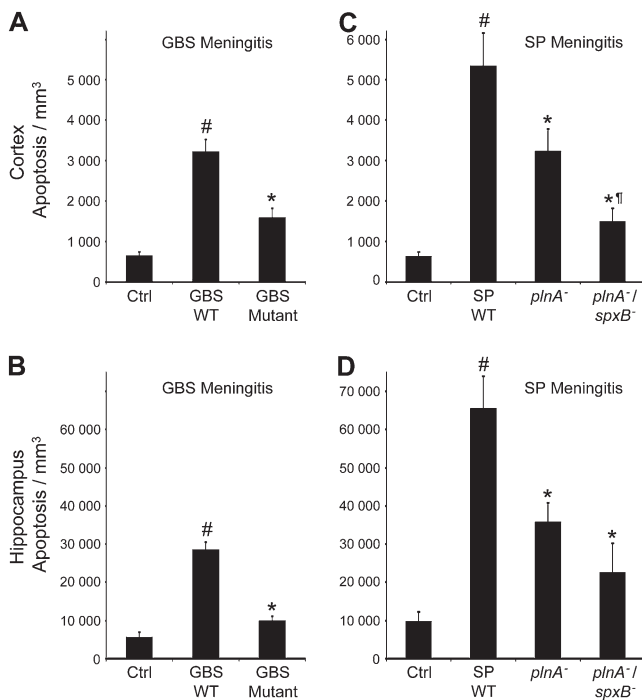 A
GBS Meningitis
Cortex
Apoptosis / mm³
5 000
4 000
3 000
2 000
1 000
0
#
*
Ctrl
GBS
WT
GBS
Mutant
C
SP Meningitis
6 000
5 000
4 000
3 000
2 000
1 000
0
#
*
*¶
Ctrl
SP
WT
plnA⁻
plnA⁻/
spxB⁻
B
GBS Meningitis
Hippocampus
Apoptosis / mm³
60 000
50 000
40 000
30 000
20 000
10 000
0
#
*
Ctrl
GBS
WT
GBS
Mutant
D
SP Meningitis
70 000
60 000
50 000
40 000
30 000
20 000
10 000
0
#
*
*
Ctrl
SP
WT
plnA⁻
plnA⁻/
spxB⁻